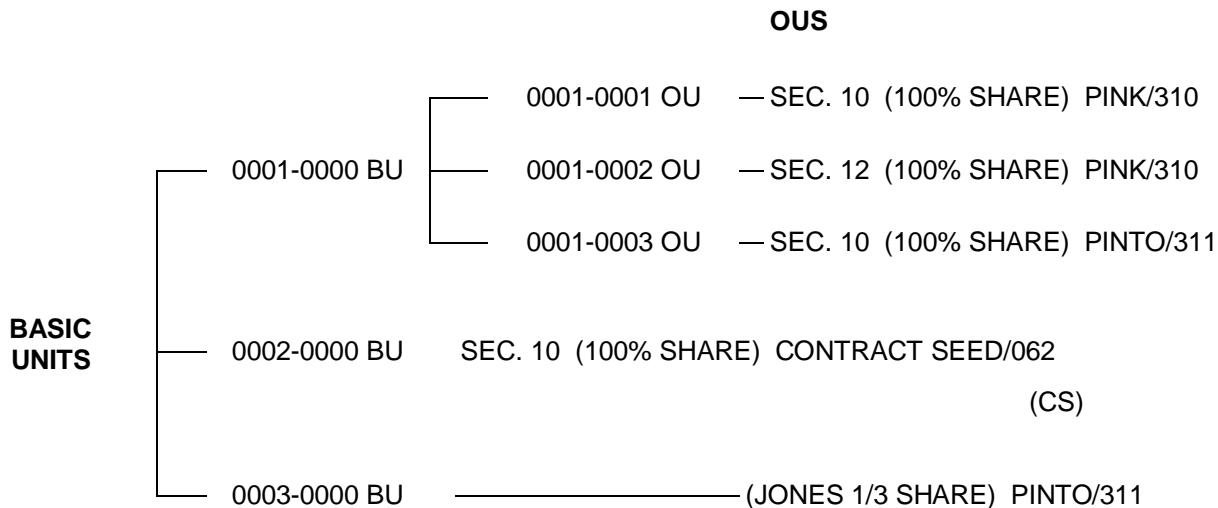 OUS
0001-0001 OU — SEC. 10 (100% SHARE) PINK/310
0001-0000 BU 0001-0002 OU — SEC. 12 (100% SHARE) PINK/310
0001-0003 OU — SEC. 10 (100% SHARE) PINTO/311
BASIC
UNITS
0002-0000 BU SEC. 10 (100% SHARE) CONTRACT SEED/062
(CS)
0003-0000 BU (JONES 1/3 SHARE) PINTO/311